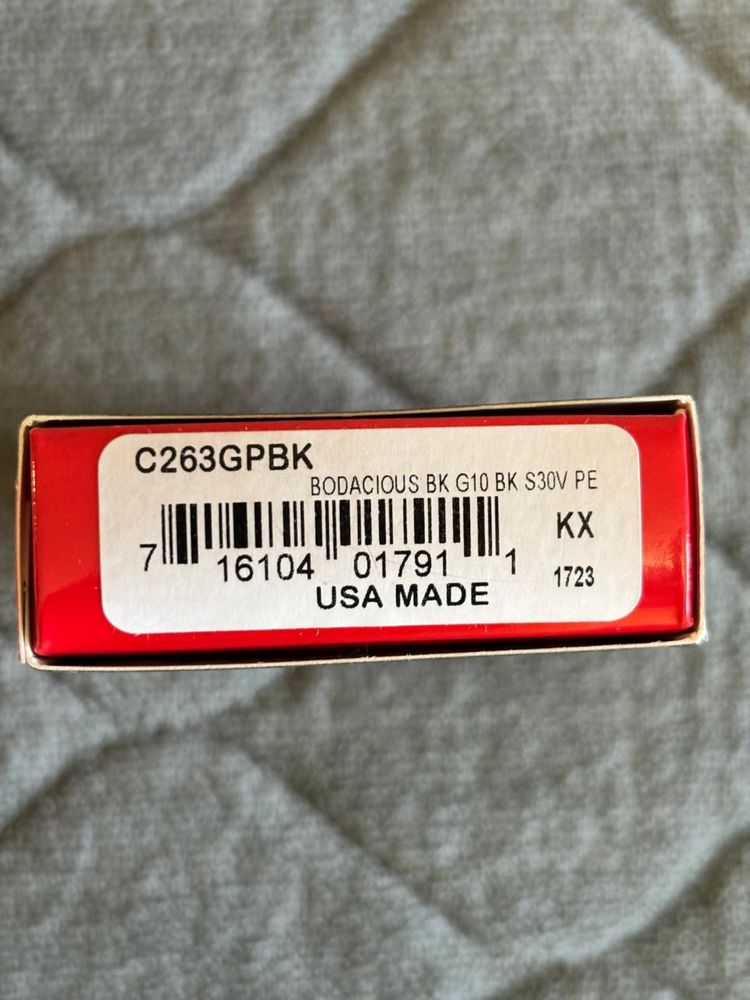 C263GPBK
BODACIOUS BK G10 BK S30V PE
KX
7 16104 01791 1
1723
USA MADE